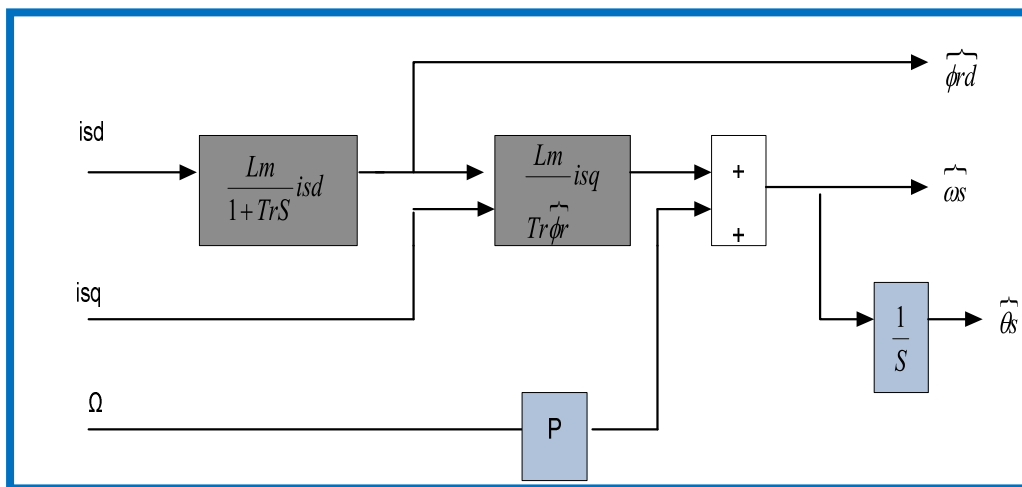 ϕrd
isd
Lm
1+TrS
isd
Lm
isq
Trϕr
+
+
ωs
isq
1
S
θs
Ω
P